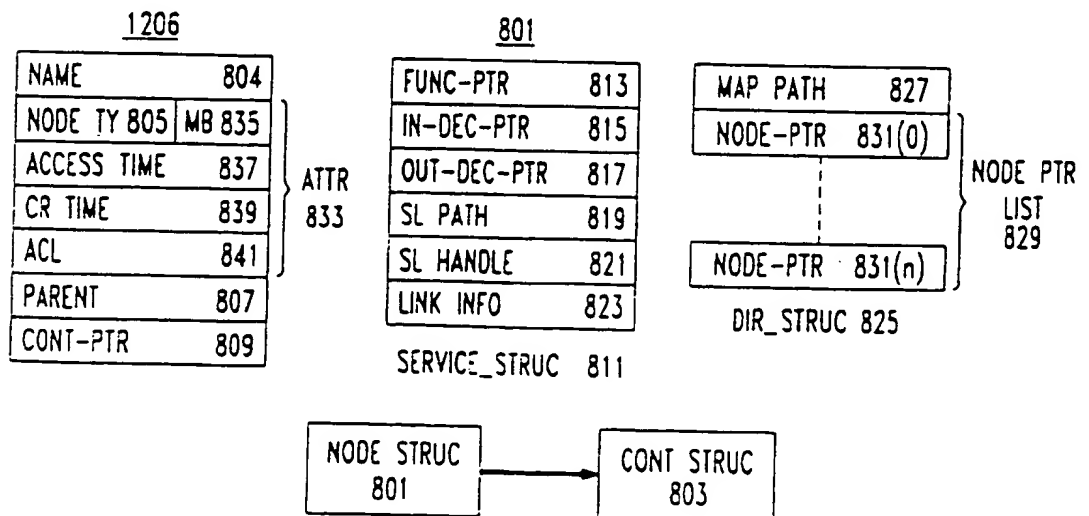 1206
NAME 804
NODE TY 805 MB 835
ACCESS TIME 837
CR TIME 839
ACL 841
PARENT 807
CONT-PTR 809
ATTR
833
801
FUNC-PTR 813
IN-DEC-PTR 815
OUT-DEC-PTR 817
SL PATH 819
SL HANDLE 821
LINK INFO 823
SERVICE_STRUC 811
MAP PATH 827
NODE-PTR 831(0)
NODE-PTR 831(n)
DIR_STRUC 825
NODE PTR
LIST
829
NODE STRUC
801
CONT STRUC
803